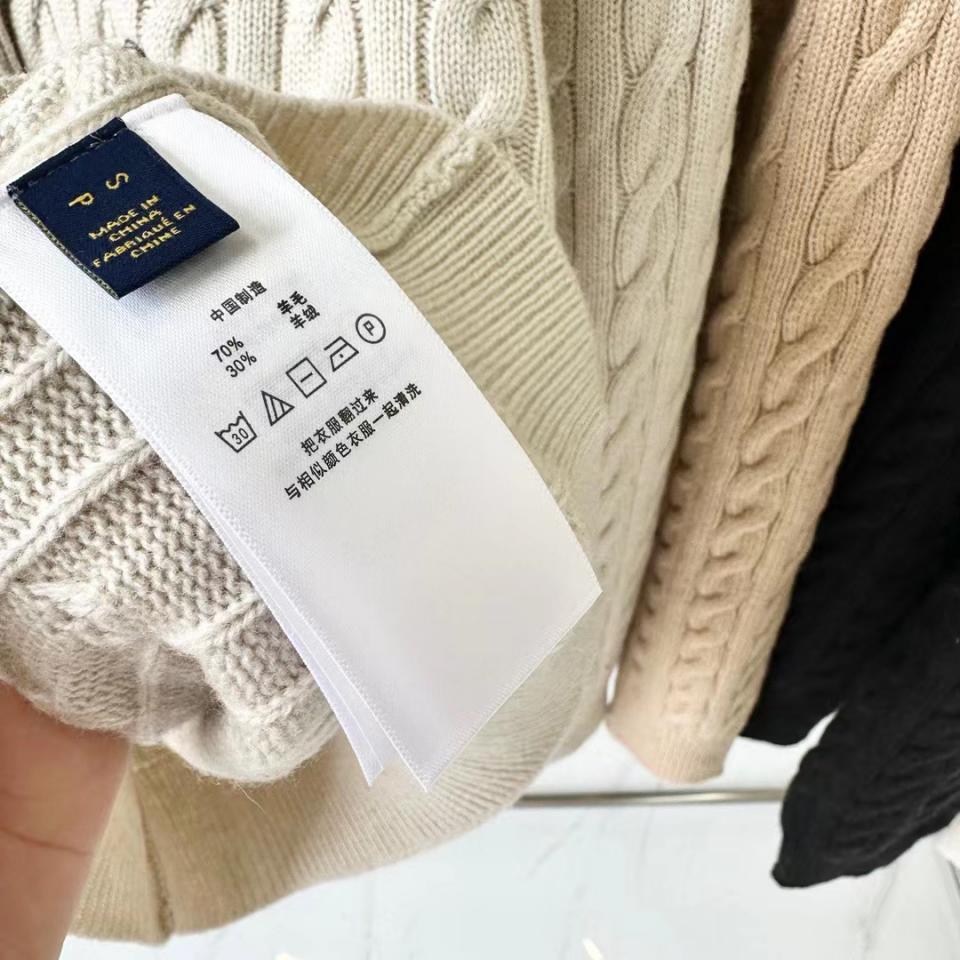 S
P
MADE IN
CHINA
FABRIQUÉ EN
CHINE
中国制造
70% 羊毛
30% 羊绒
30 P
把衣服翻过来
与相似颜色衣服一起清洗